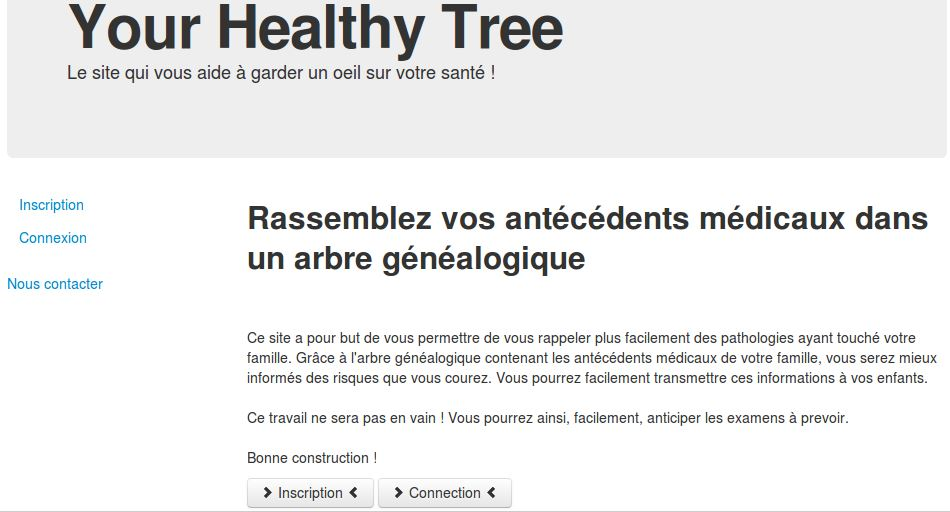 Your Healthy Tree
Le site qui vous aide à garder un oeil sur votre santé !
Inscription
Connexion
Nous contacter
Rassemblez vos antécédents médicaux dans
un arbre généalogique
Ce site a pour but de vous permettre de vous rappeler plus facilement des pathologies ayant touché votre
famille. Grâce à l'arbre généalogique contenant les antécédents médicaux de votre famille, vous serez mieux
informés des risques que vous courez. Vous pourrez facilement transmettre ces informations à vos enfants.
Ce travail ne sera pas en vain ! Vous pourrez ainsi, facilement, anticiper les examens à prevoir.
Bonne construction !
Inscription
Connection